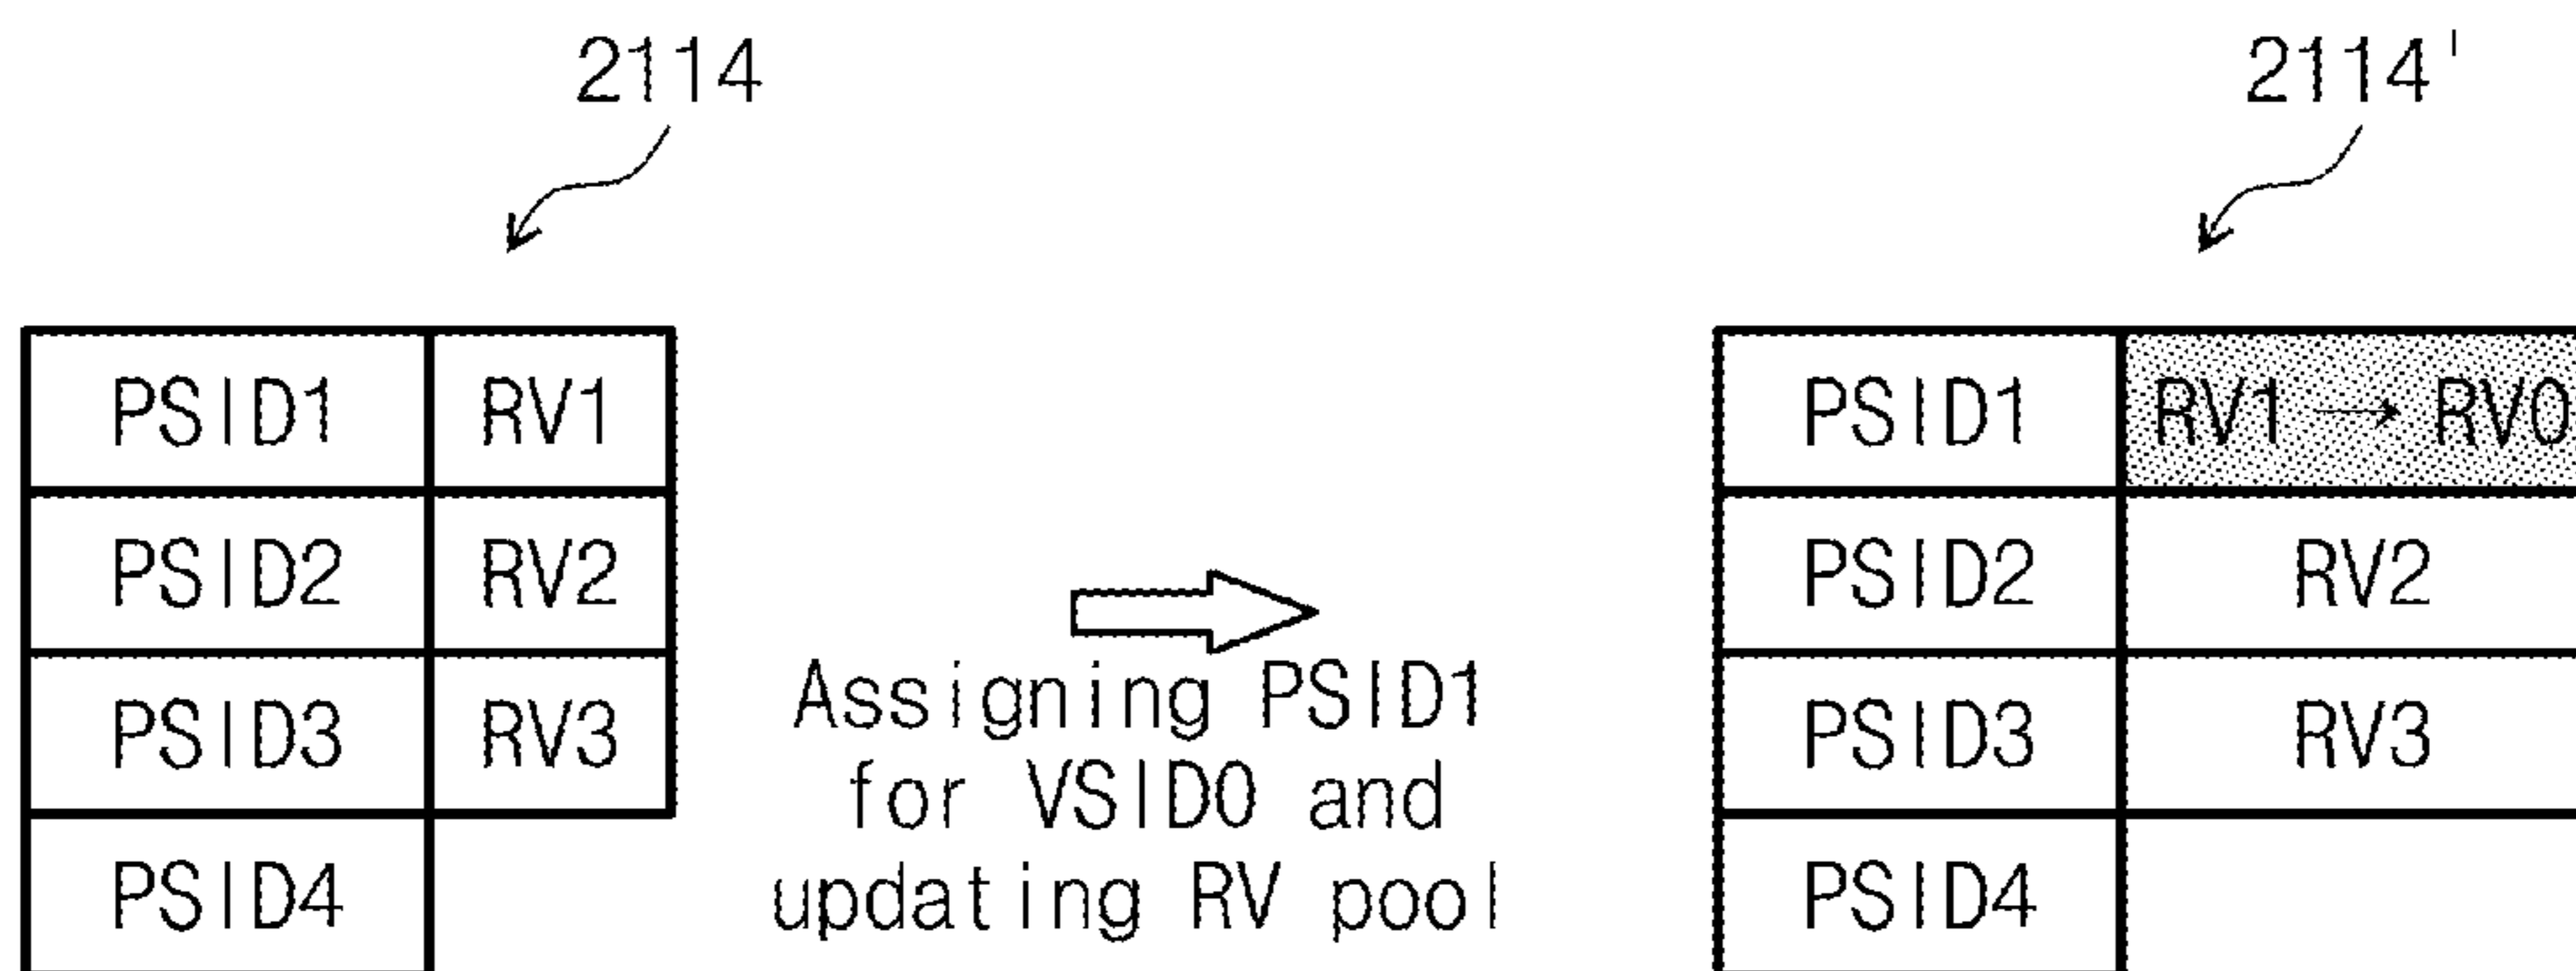 2114 2114'
PSID1 RV1 PSID1 RV1 → RV0
PSID2 RV2 PSID2 RV2
PSID3 RV3 Assigning PSID1 PSID3 RV3
for VSID0 and
PSID4 updating RV pool PSID4